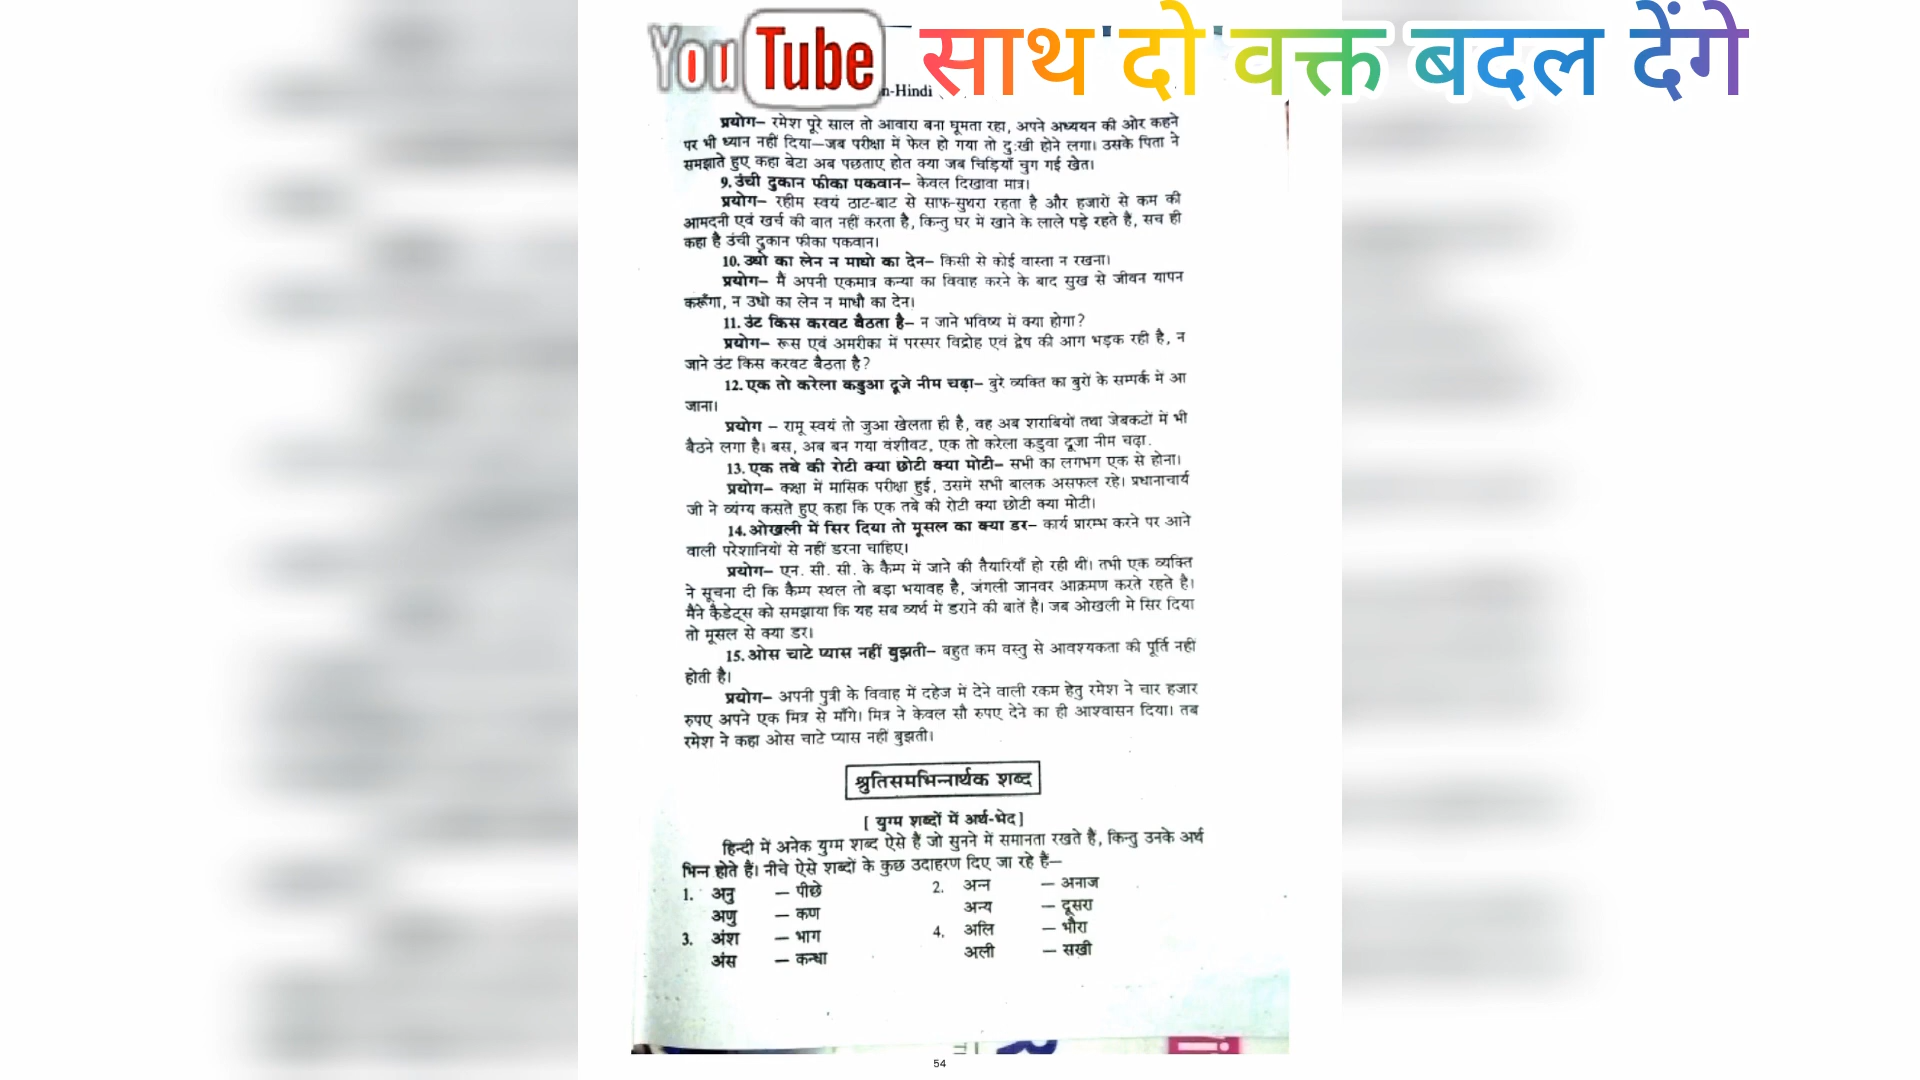 YouTube साथ दो वक्त बदल देंगे
n-Hindi
प्रयोग– रमेश पूरे साल तो आवारा बना घूमता रहा, अपने अध्ययन की ओर कहने
पर भी ध्यान नहीं दिया—जब परीक्षा में फेल हो गया तो दुःखी होने लगा। उसके पिता ने
समझाते हुए कहा बेटा अब पछताए होत क्या जब चिड़ियाँ चुग गई खेत।
9. उंची दुकान फीका पकवान– केवल दिखावा मात्र।
प्रयोग– रहीम स्वयं ठाट-बाट से साफ-सुथरा रहता है और हजारों से कम की
आमदनी एवं खर्च की बात नहीं करता है, किन्तु घर मे खाने के लाले पड़े रहते हैं, सच ही
कहा है उंची दुकान फीका पकवान।
10. उधो का लेन न माधो का देन– किसी से कोई वास्ता न रखना।
प्रयोग– मैं अपनी एकमात्र कन्या का विवाह करने के बाद सुख से जीवन यापन
करूँगा, न उधो का लेन न माधौ का देन।
11. उंट किस करवट बैठता है– न जाने भविष्य में क्या होगा?
प्रयोग– रूस एवं अमरीका में परस्पर विद्रोह एवं द्वेष की आग भड़क रही है, न
जाने उंट किस करवट बैठता है?
12. एक तो करेला कडुआ दूजे नीम चढ़ा– बुरे व्यक्ति का बुरों के सम्पर्क में आ
जाना।
प्रयोग – रामू स्वयं तो जुआ खेलता ही है, वह अब शराबियों तथा जेबकटों में भी
बैठने लगा है। बस, अब बन गया वंशीवट, एक तो करेला कडुवा दूजा नीम चढ़ा.
13. एक तवे की रोटी क्या छोटी क्या मोटी– सभी का लगभग एक से होना।
प्रयोग– कक्षा में मासिक परीक्षा हुई, उसमे सभी बालक असफल रहे। प्रधानाचार्य
जी ने व्यंग्य कसते हुए कहा कि एक तबे की रोटी क्या छोटी क्या मोटी।
14. ओखली में सिर दिया तो मूसल का क्या डर– कार्य प्रारम्भ करने पर आने
वाली परेशानियों से नहीं डरना चाहिए।
प्रयोग– एन. सी. सी. के कैम्प में जाने की तैयारियाँ हो रही थीं। तभी एक व्यक्ति
ने सूचना दी कि कैम्प स्थल तो बड़ा भयावह है, जंगली जानवर आक्रमण करते रहते है।
मैंने कैडेट्स को समझाया कि यह सब व्यर्थ मे डराने की बातें हैं। जब ओखली मे सिर दिया
तो मूसल से क्या डर।
15. ओस चाटे प्यास नहीं बुझती– बहुत कम वस्तु से आवश्यकता की पूर्ति नहीं
होती है।
प्रयोग– अपनी पुत्री के विवाह में दहेज में देने वाली रकम हेतु रमेश ने चार हजार
रुपए अपने एक मित्र से माँगे। मित्र ने केवल सौ रुपए देने का ही आश्वासन दिया। तब
रमेश ने कहा ओस चाटे प्यास नहीं बुझती।
श्रुतिसमभिन्नार्थक शब्द
[ युग्म शब्दों में अर्थ-भेद ]
हिन्दी में अनेक युग्म शब्द ऐसे हैं जो सुनने में समानता रखते हैं, किन्तु उनके अर्थ
भिन्न होते हैं। नीचे ऐसे शब्दों के कुछ उदाहरण दिए जा रहे हैं—
1. अनु — पीछे 2. अन्न — अनाज
अणु — कण अन्य — दूसरा
3. अंश — भाग 4. अलि — भौंरा
अंस — कन्धा अली — सखी
54